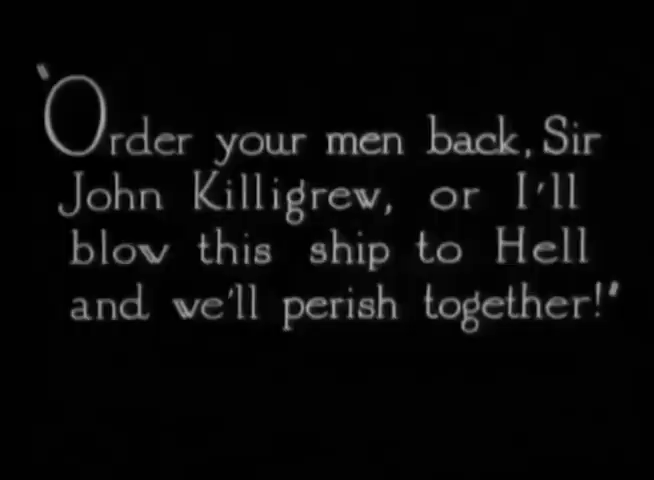 'Order your men back, Sir
John Killigrew, or I'll
blow this ship to Hell
and we'll perish together!'